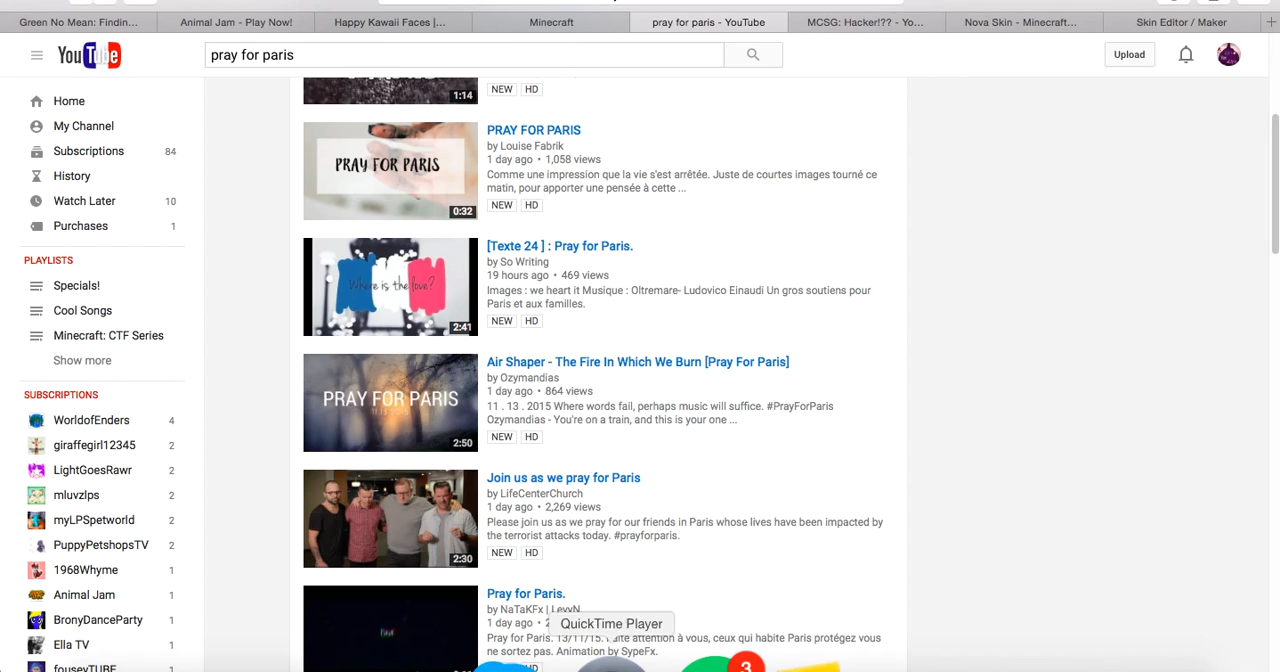 Green No Mean: Findin...
Animal Jam - Play Now!
Happy Kawaii Faces |...
Minecraft
pray for paris - YouTube
MCSG: Hacker!?? - Yo...
Nova Skin - Minecraft...
Skin Editor / Maker
YouTube
pray for paris
Upload
Home
My Channel
Subscriptions 84
History
Watch Later 10
Purchases 1
PLAYLISTS
Specials!
Cool Songs
Minecraft: CTF Series
Show more
SUBSCRIPTIONS
WorldofEnders 4
giraffegirl12345 2
LightGoesRawr 2
mluvzlps 2
myLPSpetworld 2
PuppyPetshopsTV 2
1968Whyme 1
Animal Jam 1
BronyDanceParty 1
Ella TV 1
fouseyTUBE
1:14
NEW HD
PRAY FOR PARIS
0:32
PRAY FOR PARIS
by Louise Fabrik
1 day ago • 1,058 views
Comme une impression que la vie s'est arrêtée. Juste de courtes images tourné ce
matin, pour apporter une pensée à cette ...
NEW HD
Where is the love?
2:41
[Texte 24 ] : Pray for Paris.
by So Writing
19 hours ago • 469 views
Images : we heart it Musique : Oltremare- Ludovico Einaudi Un gros soutiens pour
Paris et aux familles.
NEW HD
PRAY FOR PARIS
2:50
Air Shaper - The Fire In Which We Burn [Pray For Paris]
by Ozymandias
1 day ago • 864 views
11 . 13 . 2015 Where words fail, perhaps music will suffice. #PrayForParis
Ozymandias - You're on a train, and this is your one ...
NEW HD
2:30
Join us as we pray for Paris
by LifeCenterChurch
1 day ago • 2,269 views
Please join us as we pray for our friends in Paris whose lives have been impacted by
the terrorist attacks today. #prayforparis.
NEW HD
Pray for Paris.
by NaTaKFx | LevvN
1 day ago • 2
QuickTime Player
Pray for Paris. 13/11/15. Faite attention à vous, ceux qui habite Paris protégez vous
ne sortez pas. Animation by SypeFx.
HD
3